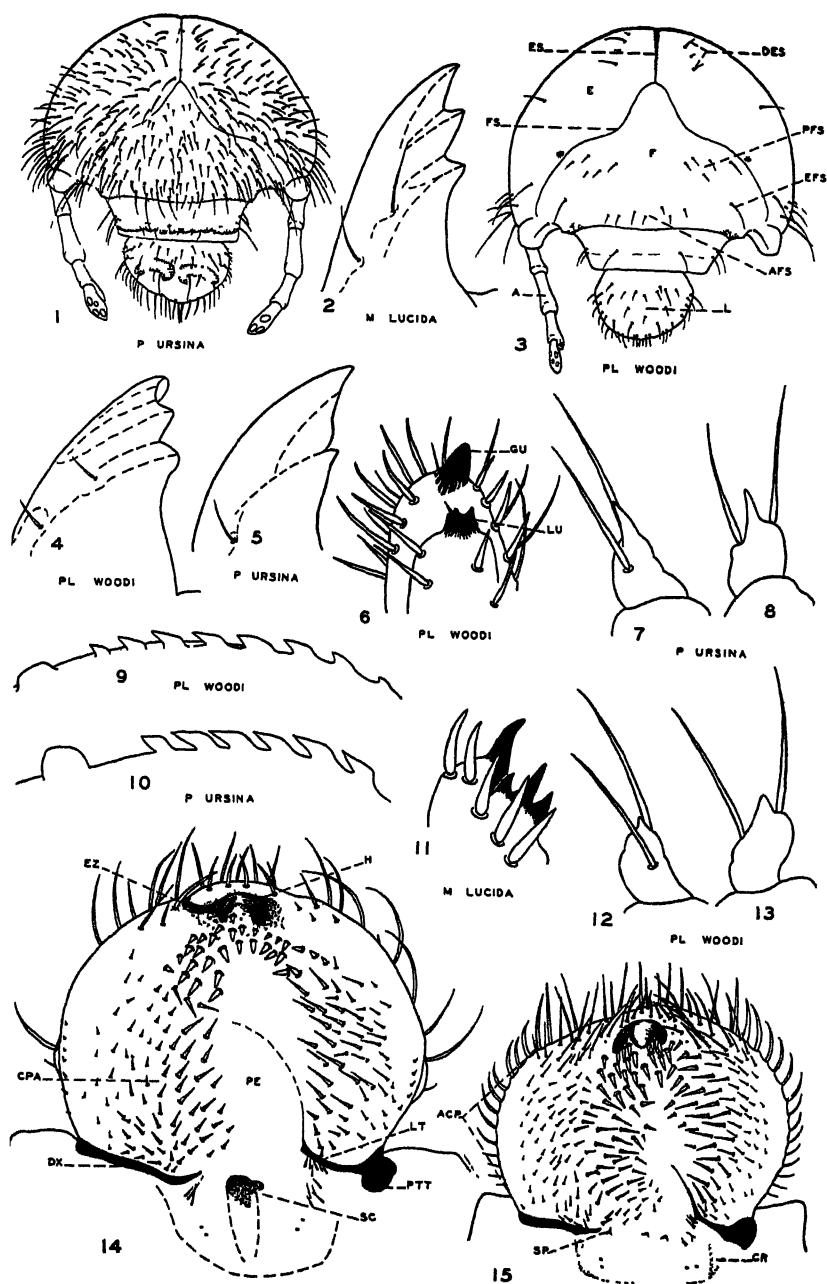 ES
DES
E
FS
F
PFS
EFS
AFS
A
L
1
P URSINA
2
M LUCIDA
3
PL WOODI
4
PL WOODI
5
P URSINA
GU
LU
6
PL WOODI
7
8
P URSINA
9
PL WOODI
10
P URSINA
11
M LUCIDA
12
13
PL WOODI
EZ
H
CPA
PE
LT
DX
PTT
SC
14
ACP
SP
CR
15